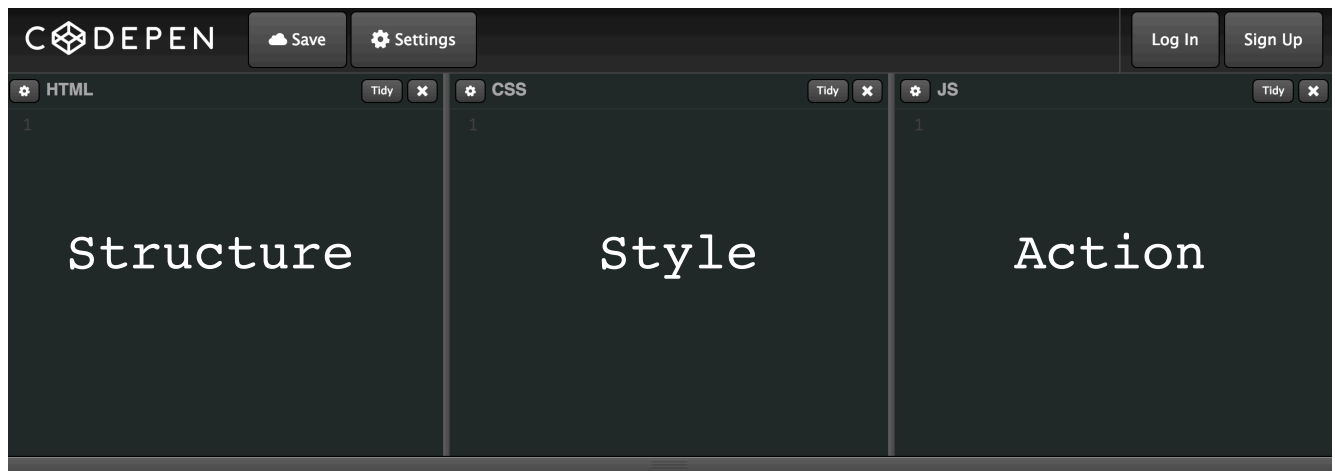 CODEPEN Save Settings Log In Sign Up
HTML Tidy CSS Tidy JS Tidy
1 1 1
Structure Style Action